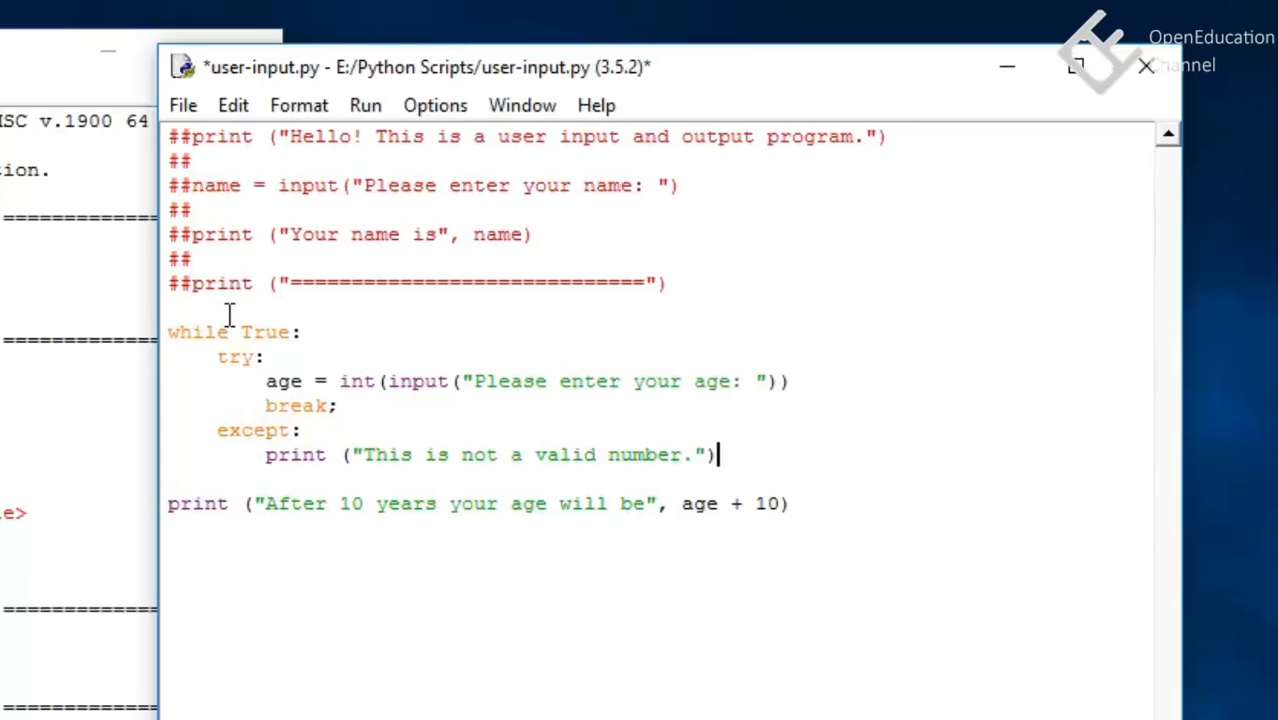 OpenEducation
Channel
*user-input.py - E:/Python Scripts/user-input.py (3.5.2)*
File Edit Format Run Options Window Help
ISC v.1900 64
ion.
=============
=============
e>
=============
=============
##print ("Hello! This is a user input and output program.")
##
##name = input("Please enter your name: ")
##
##print ("Your name is", name)
##
##print ("=============================")
while True:
    try:
        age = int(input("Please enter your age: "))
        break;
    except:
        print ("This is not a valid number.")
print ("After 10 years your age will be", age + 10)